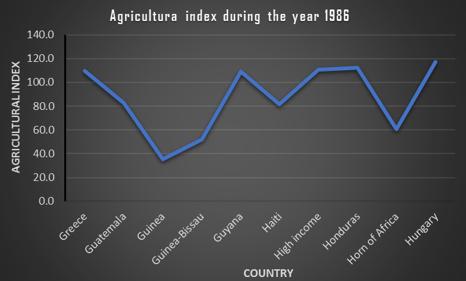 Agricultura index during the year 1986
140.0
120.0
100.0
80.0
60.0
40.0
20.0
0.0
AGRICULTURAL INDEX
Greece
Guatemala
Guinea
Guinea-Bissau
Guyana
Haiti
High income
Honduras
Horn of Africa
Hungary
COUNTRY